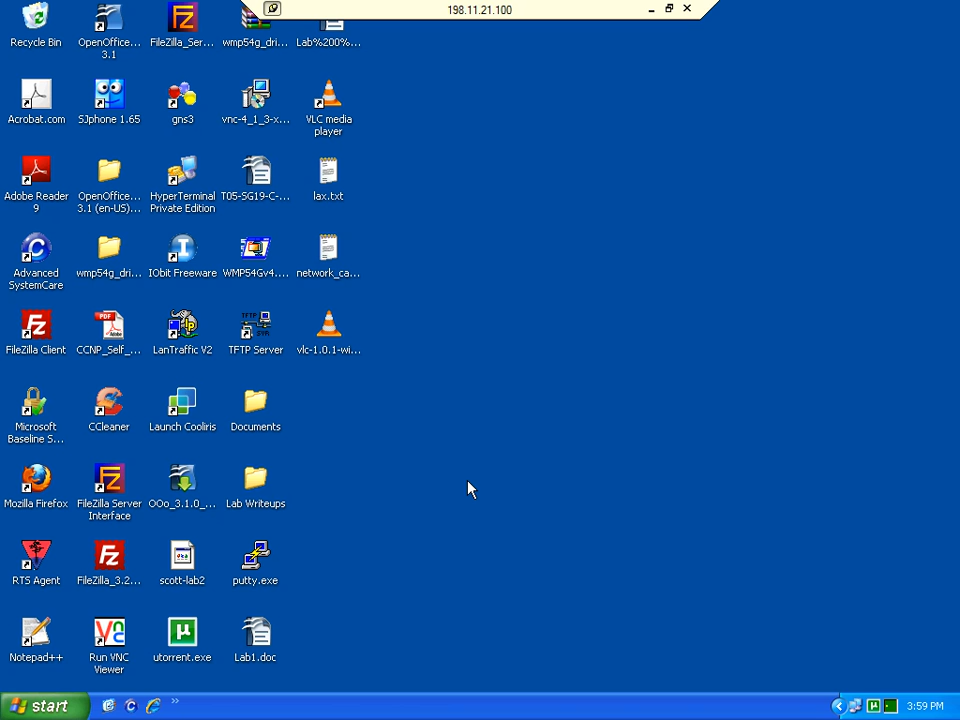 198.11.21.100
Recycle Bin
OpenOffice...
3.1
FileZilla_Ser...
wmp54g_dri...
Lab%200%...
Acrobat.com
SJphone 1.65
gns3
vnc-4_1_3-x...
VLC media
player
Adobe Reader
9
OpenOffice...
3.1 (en-US)...
HyperTerminal
Private Edition
T05-SG19-C-...
lax.txt
Advanced
SystemCare
wmp54g_dri...
IObit Freeware
WMP54Gv4....
network_ca...
FileZilla Client
CCNP_Self_...
LanTraffic V2
TFTP Server
vlc-1.0.1-wi...
Microsoft
Baseline S...
CCleaner
Launch Cooliris
Documents
Mozilla Firefox
FileZilla Server
Interface
OOo_3.1.0_...
Lab Writeups
RTS Agent
FileZilla_3.2...
scott-lab2
putty.exe
Notepad++
Run VNC
Viewer
utorrent.exe
Lab1.doc
start
3:59 PM